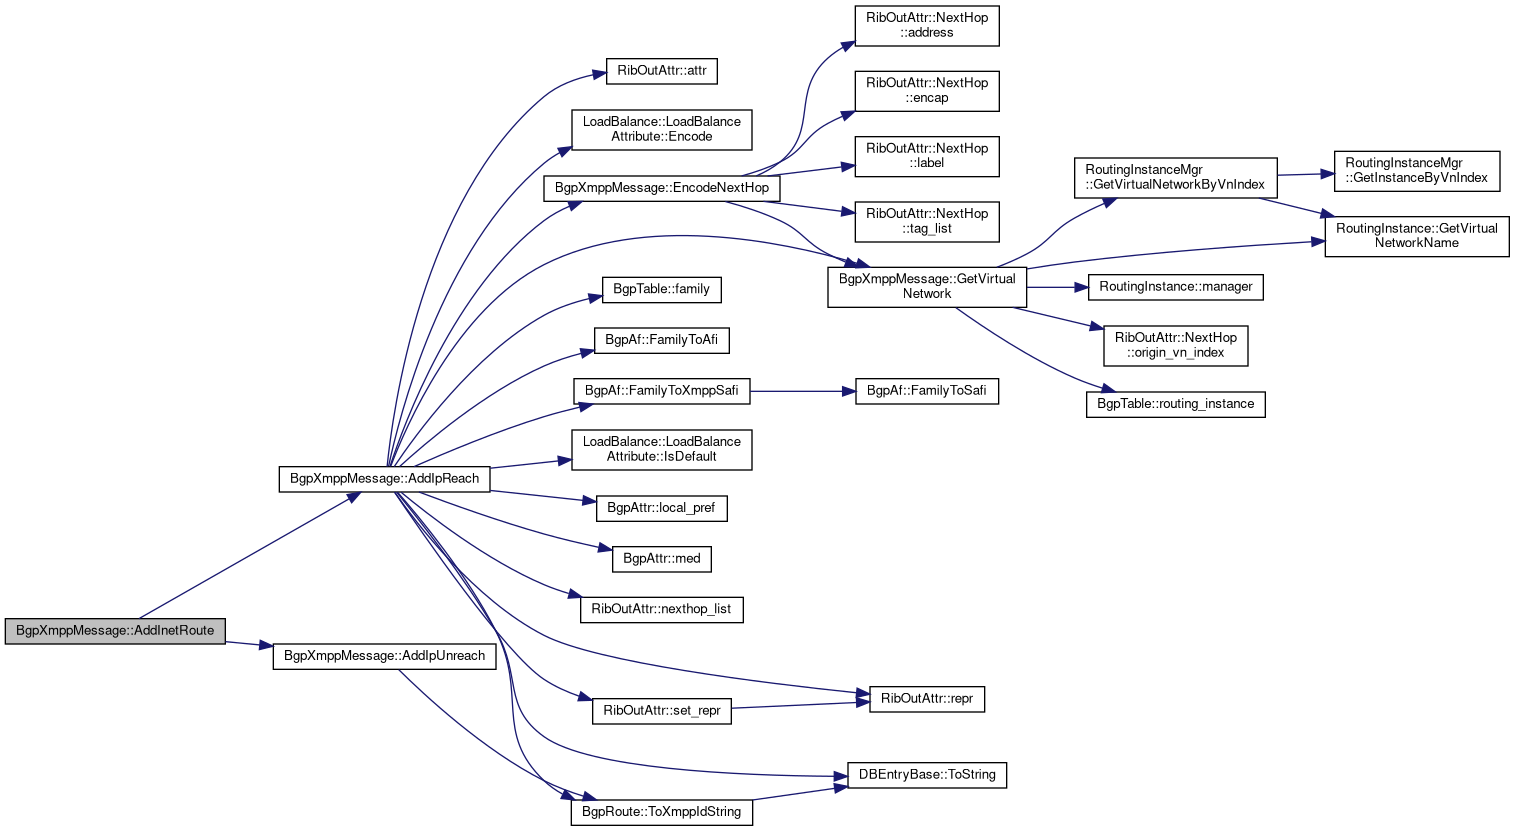 RibOutAttr::NextHop
::address
RibOutAttr::attr
RibOutAttr::NextHop
::encap
LoadBalance::LoadBalance
Attribute::Encode
RibOutAttr::NextHop
::label
RoutingInstanceMgr
::GetVirtualNetworkByVnIndex
RoutingInstanceMgr
::GetInstanceByVnIndex
BgpXmppMessage::EncodeNextHop
RibOutAttr::NextHop
::tag_list
RoutingInstance::GetVirtual
NetworkName
BgpXmppMessage::GetVirtual
Network
BgpTable::family
RoutingInstance::manager
BgpAf::FamilyToAfi
RibOutAttr::NextHop
::origin_vn_index
BgpAf::FamilyToXmppSafi
BgpAf::FamilyToSafi
BgpTable::routing_instance
LoadBalance::LoadBalance
Attribute::IsDefault
BgpXmppMessage::AddIpReach
BgpAttr::local_pref
BgpAttr::med
RibOutAttr::nexthop_list
BgpXmppMessage::AddInetRoute
BgpXmppMessage::AddIpUnreach
RibOutAttr::set_repr
RibOutAttr::repr
DBEntryBase::ToString
BgpRoute::ToXmppIdString